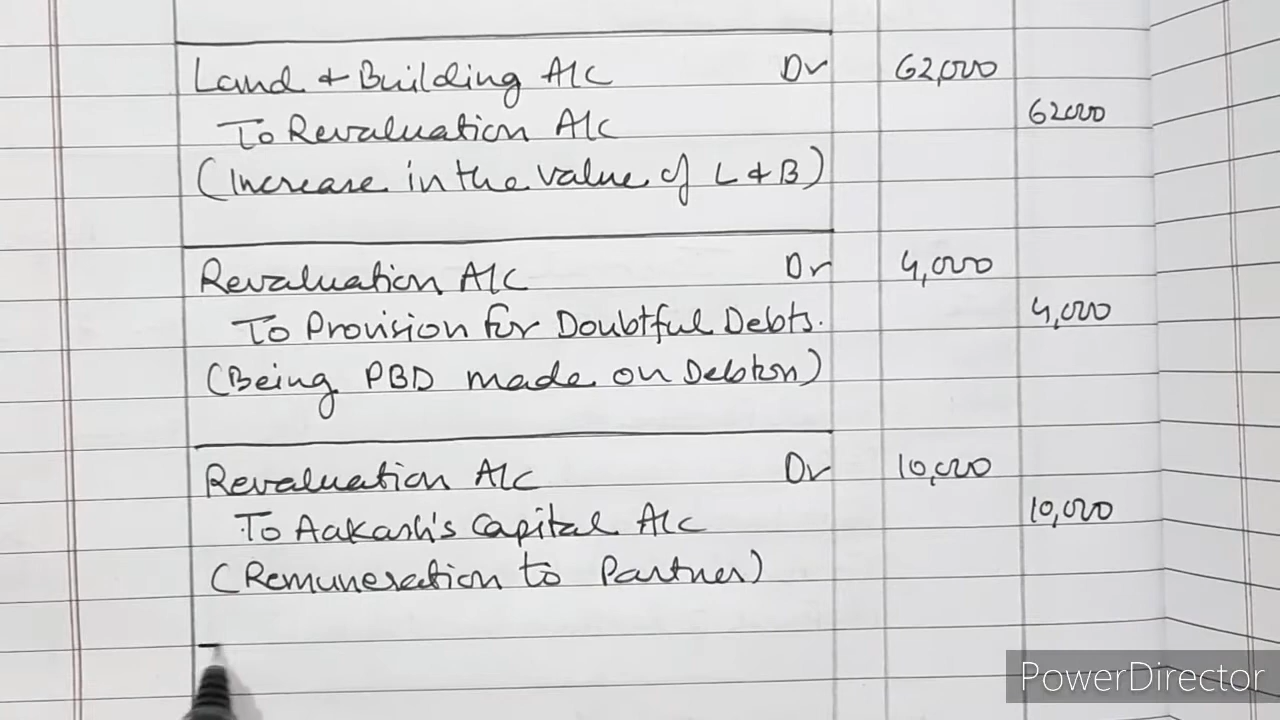 Land & Building A/C Dr 62,000
To Revaluation A/C 62000
(Increase in the value of L & B)
Revaluation A/C Dr 4,000
To Provision for Doubtful Debts. 4,000
(Being PBD made on Debtors)
Revaluation A/C Dr 10,000
To Aakash's Capital A/C 10,000
(Remuneration to Partner)
PowerDirector